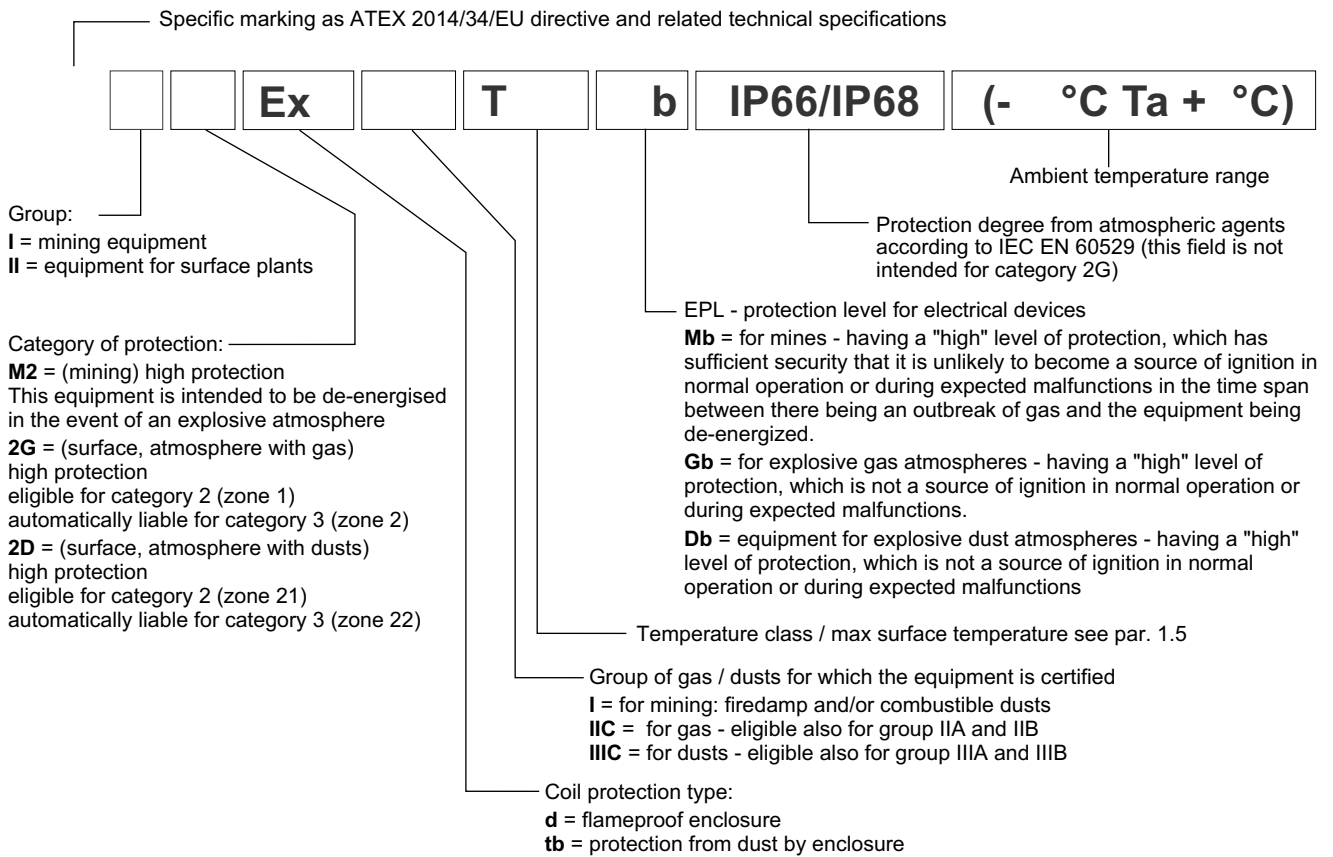 Specific marking as ATEX 2014/34/EU directive and related technical specifications
Ex T b IP66/IP68 (- °C Ta + °C)
Ambient temperature range
Group:
I = mining equipment
II = equipment for surface plants
Protection degree from atmospheric agents
according to IEC EN 60529 (this field is not
intended for category 2G)
Category of protection:
M2 = (mining) high protection
This equipment is intended to be de-energised
in the event of an explosive atmosphere
2G = (surface, atmosphere with gas)
high protection
eligible for category 2 (zone 1)
automatically liable for category 3 (zone 2)
2D = (surface, atmosphere with dusts)
high protection
eligible for category 2 (zone 21)
automatically liable for category 3 (zone 22)
EPL - protection level for electrical devices
Mb = for mines - having a "high" level of protection, which has
sufficient security that it is unlikely to become a source of ignition in
normal operation or during expected malfunctions in the time span
between there being an outbreak of gas and the equipment being
de-energized.
Gb = for explosive gas atmospheres - having a "high" level of
protection, which is not a source of ignition in normal operation or
during expected malfunctions.
Db = equipment for explosive dust atmospheres - having a "high"
level of protection, which is not a source of ignition in normal
operation or during expected malfunctions
Temperature class / max surface temperature see par. 1.5
Group of gas / dusts for which the equipment is certified
I = for mining: firedamp and/or combustible dusts
IIC = for gas - eligible also for group IIA and IIB
IIIC = for dusts - eligible also for group IIIA and IIIB
Coil protection type:
d = flameproof enclosure
tb = protection from dust by enclosure